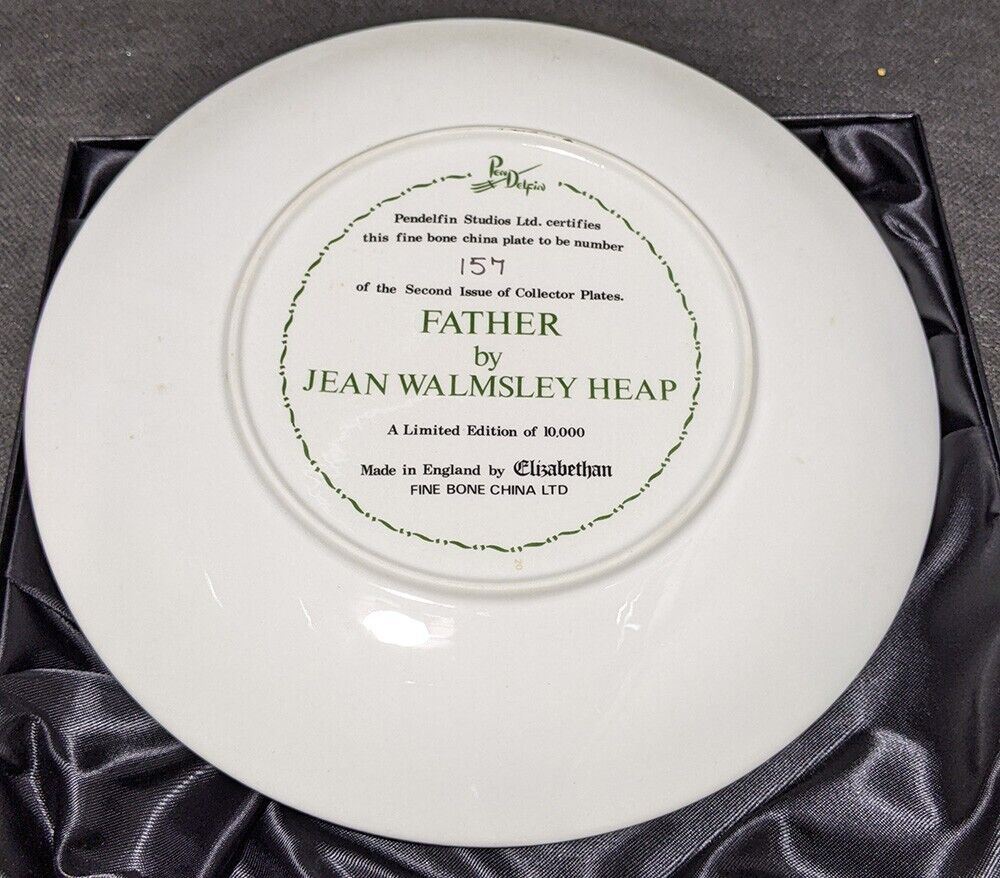 PenDelfin
Pendelfin Studios Ltd. certifies
this fine bone china plate to be number
157
of the Second Issue of Collector Plates.
FATHER
by
JEAN WALMSLEY HEAP
A Limited Edition of 10,000
Made in England by Elizabethan
FINE BONE CHINA LTD
20